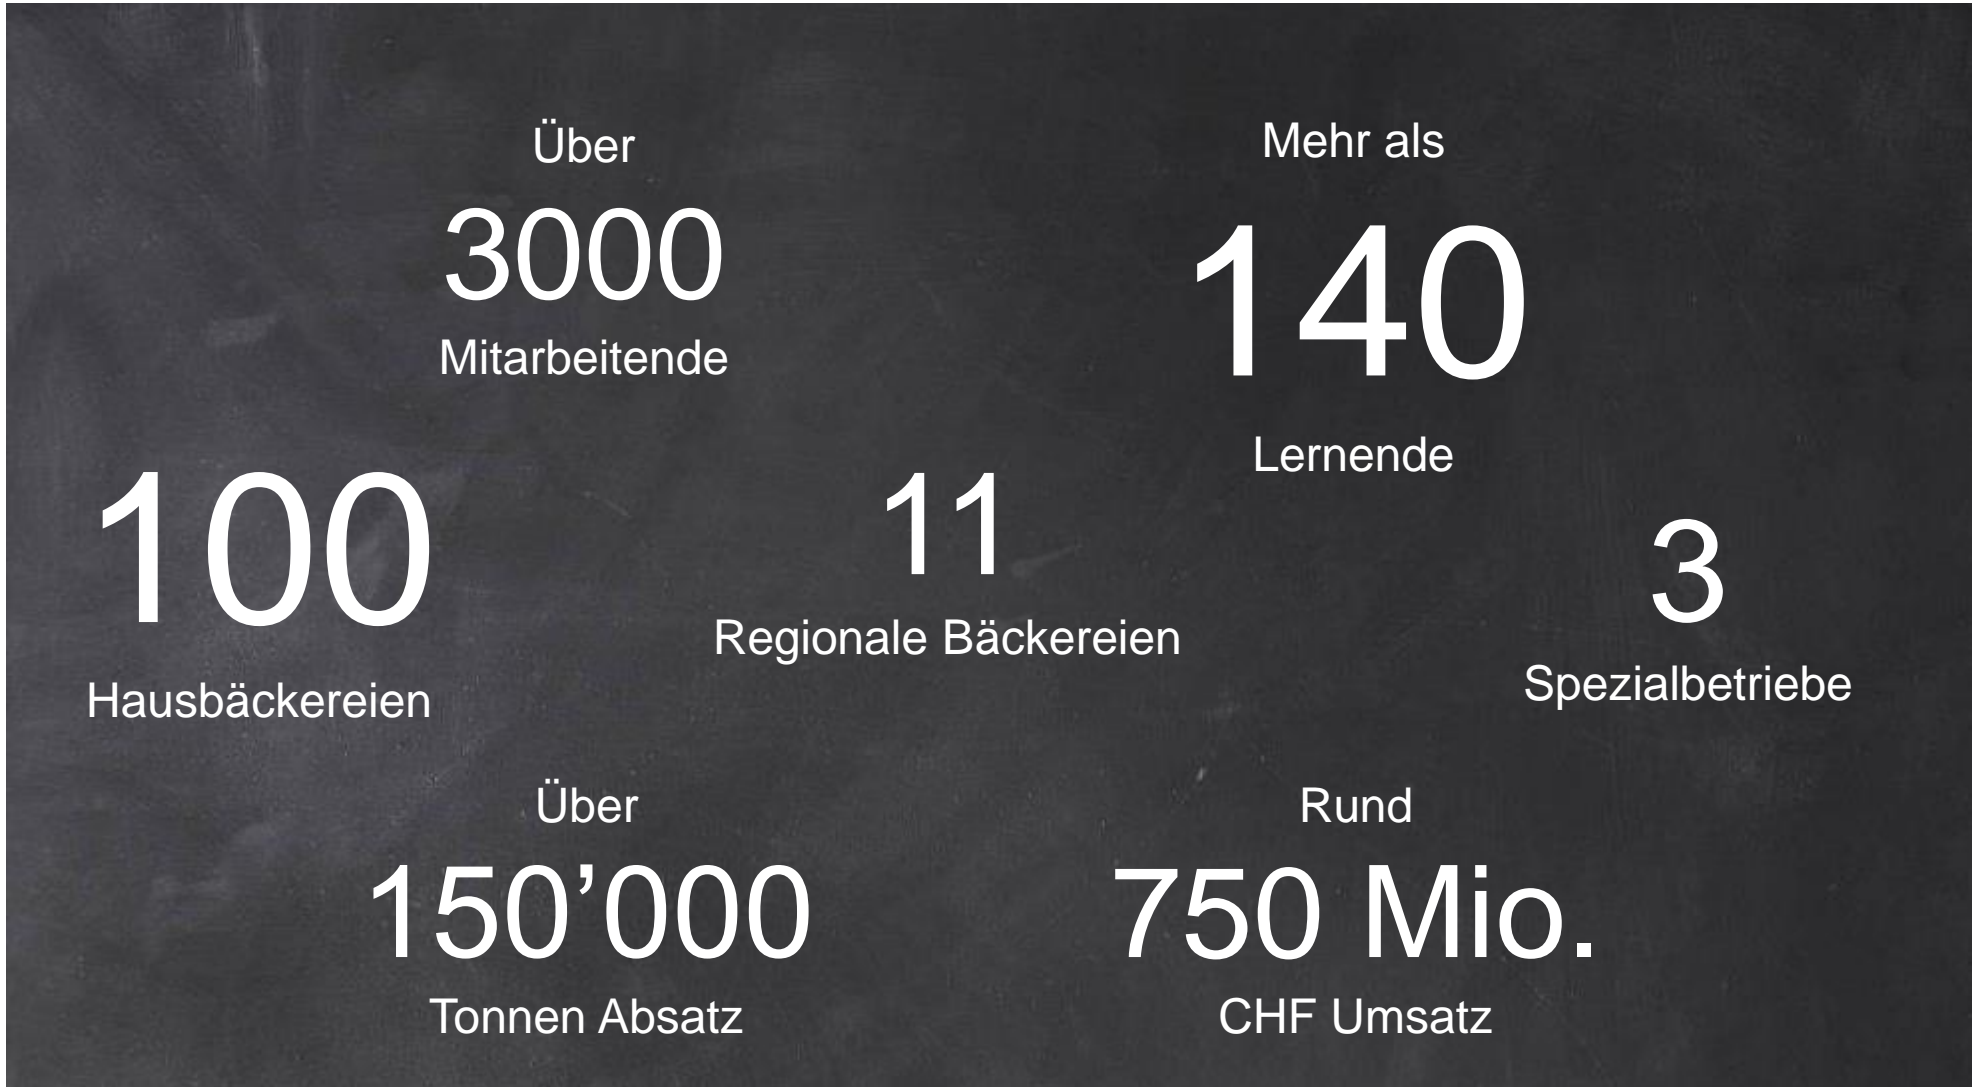 Über
3000
Mitarbeitende
Mehr als
140
Lernende
100
Hausbäckereien
11
Regionale Bäckereien
3
Spezialbetriebe
Über
150’000
Tonnen Absatz
Rund
750 Mio.
CHF Umsatz